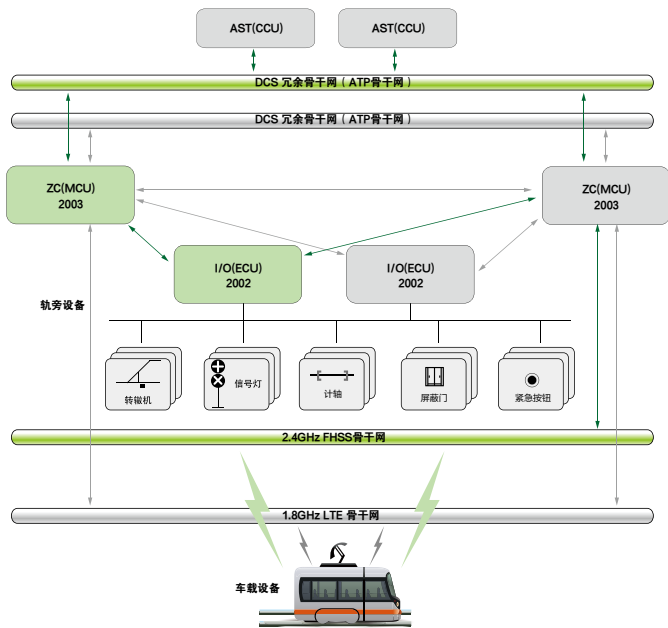 AST(CCU)
AST(CCU)
DCS 冗余骨干网（ATP骨干网）
DCS 冗余骨干网（ATP骨干网）
ZC(MCU)
2003
ZC(MCU)
2003
I/O(ECU)
2002
I/O(ECU)
2002
轨旁设备
转辙机
信号灯
计轴
屏蔽门
紧急按钮
2.4GHz FHSS骨干网
1.8GHz LTE 骨干网
车载设备